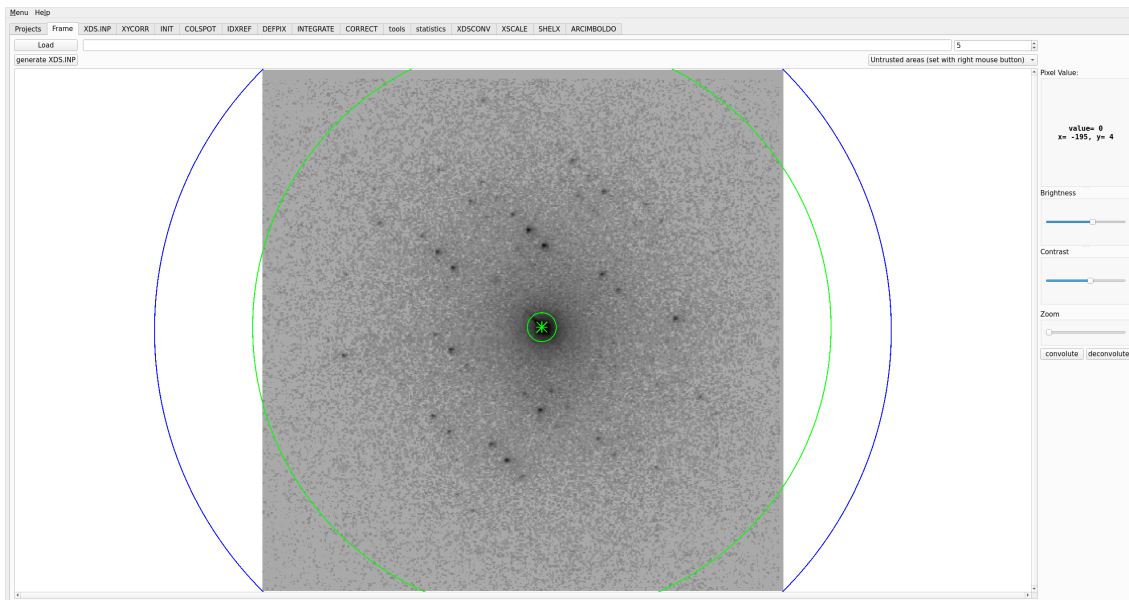 Menu Help
Projects Frame XDS.INP XYCORR INIT COLSPOT IDXREF DEFPIX INTEGRATE CORRECT tools statistics XDSCONV XSCALE SHELX ARCIMBOLDO
Load 5
generate XDS.INP Untrusted areas (set with right mouse button)
Pixel Value:
value= 0
x= -195, y= 4
Brightness
Contrast
Zoom
convolute deconvolute